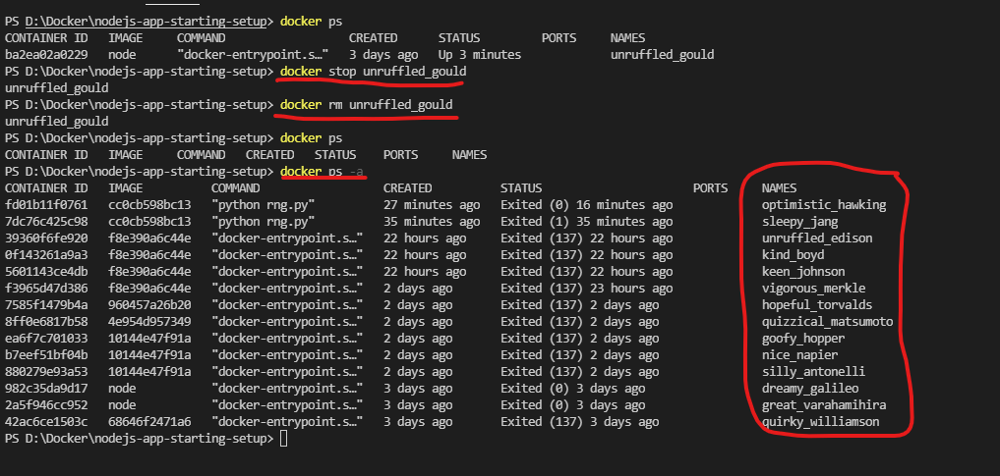 PS D:\Docker\nodejs-app-starting-setup> docker ps
CONTAINER ID   IMAGE     COMMAND                  CREATED      STATUS         PORTS     NAMES
ba2ea02a0229   node      "docker-entrypoint.s…"   3 days ago   Up 3 minutes             unruffled_gould
PS D:\Docker\nodejs-app-starting-setup> docker stop unruffled_gould
unruffled_gould
PS D:\Docker\nodejs-app-starting-setup> docker rm unruffled_gould
unruffled_gould
PS D:\Docker\nodejs-app-starting-setup> docker ps
CONTAINER ID   IMAGE     COMMAND   CREATED   STATUS    PORTS     NAMES
PS D:\Docker\nodejs-app-starting-setup> docker ps -a
CONTAINER ID   IMAGE          COMMAND                  CREATED          STATUS                      PORTS     NAMES
fd01b11f0761   cc0cb598bc13   "python rng.py"          27 minutes ago   Exited (0) 16 minutes ago             optimistic_hawking
7dc76c425c98   cc0cb598bc13   "python rng.py"          35 minutes ago   Exited (1) 35 minutes ago             sleepy_jang
39360f6fe920   f8e390a6c44e   "docker-entrypoint.s…"   22 hours ago     Exited (137) 22 hours ago             unruffled_edison
0f143261a9a3   f8e390a6c44e   "docker-entrypoint.s…"   22 hours ago     Exited (137) 22 hours ago             kind_boyd
5601143ce4db   f8e390a6c44e   "docker-entrypoint.s…"   22 hours ago     Exited (137) 22 hours ago             keen_johnson
f3965d47d386   f8e390a6c44e   "docker-entrypoint.s…"   2 days ago       Exited (137) 23 hours ago             vigorous_merkle
7585f1479b4a   960457a26b20   "docker-entrypoint.s…"   2 days ago       Exited (137) 2 days ago               hopeful_torvalds
8ff0e6817b58   4e954d957349   "docker-entrypoint.s…"   2 days ago       Exited (137) 2 days ago               quizzical_matsumoto
ea6f7c701033   10144e47f91a   "docker-entrypoint.s…"   2 days ago       Exited (137) 2 days ago               goofy_hopper
b7eef51bf04b   10144e47f91a   "docker-entrypoint.s…"   2 days ago       Exited (137) 2 days ago               nice_napier
880279e93a53   10144e47f91a   "docker-entrypoint.s…"   2 days ago       Exited (137) 2 days ago               silly_antonelli
982c35da9d17   node           "docker-entrypoint.s…"   3 days ago       Exited (0) 3 days ago                 dreamy_galileo
2a5f946cc952   node           "docker-entrypoint.s…"   3 days ago       Exited (0) 3 days ago                 great_varahamihira
42ac6ce1503c   68646f2471a6   "docker-entrypoint.s…"   3 days ago       Exited (137) 3 days ago               quirky_williamson
PS D:\Docker\nodejs-app-starting-setup>